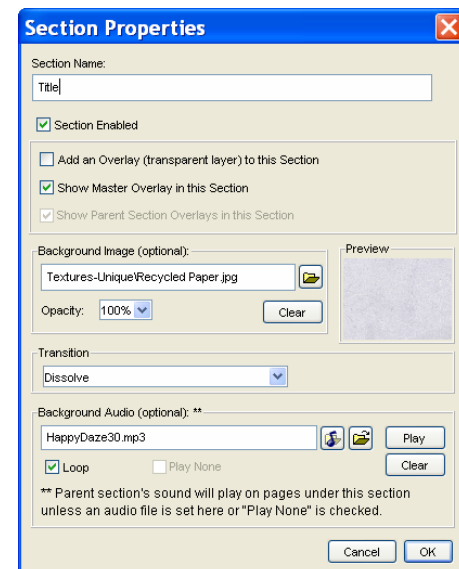 Section Properties
Section Name:
Title
Section Enabled
Add an Overlay (transparent layer) to this Section
Show Master Overlay in this Section
Show Parent Section Overlays in this Section
Background Image (optional):
Preview
Textures-Unique\Recycled Paper.jpg
Opacity: 100% Clear
Transition
Dissolve
Background Audio (optional): **
HappyDaze30.mp3 Play
Loop Play None Clear
** Parent section's sound will play on pages under this section
unless an audio file is set here or "Play None" is checked.
Cancel OK